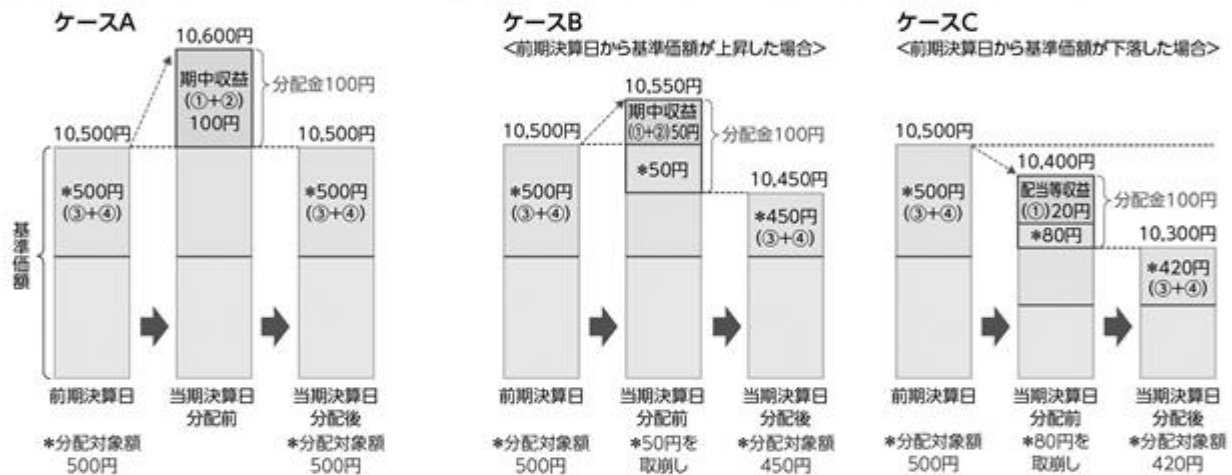 ケースA
10,600円
期中収益
(①+②)
100円
分配金100円
10,500円
10,500円
*500円
(③+④)
*500円
(③+④)
基準価額
前期決算日
当期決算日
分配前
当期決算日
分配後
*分配対象額
500円
*分配対象額
500円
ケースB
<前期決算日から基準価額が上昇した場合>
10,550円
期中収益
(①+②)50円
分配金100円
10,500円
*500円
(③+④)
*50円
10,450円
*450円
(③+④)
前期決算日
当期決算日
分配前
当期決算日
分配後
*分配対象額
500円
*50円を
取崩し
*分配対象額
450円
ケースC
<前期決算日から基準価額が下落した場合>
10,500円
10,400円
*500円
(③+④)
配当等収益
(①)20円
*80円
分配金100円
10,300円
*420円
(③+④)
前期決算日
当期決算日
分配前
当期決算日
分配後
*分配対象額
500円
*80円を
取崩し
*分配対象額
420円